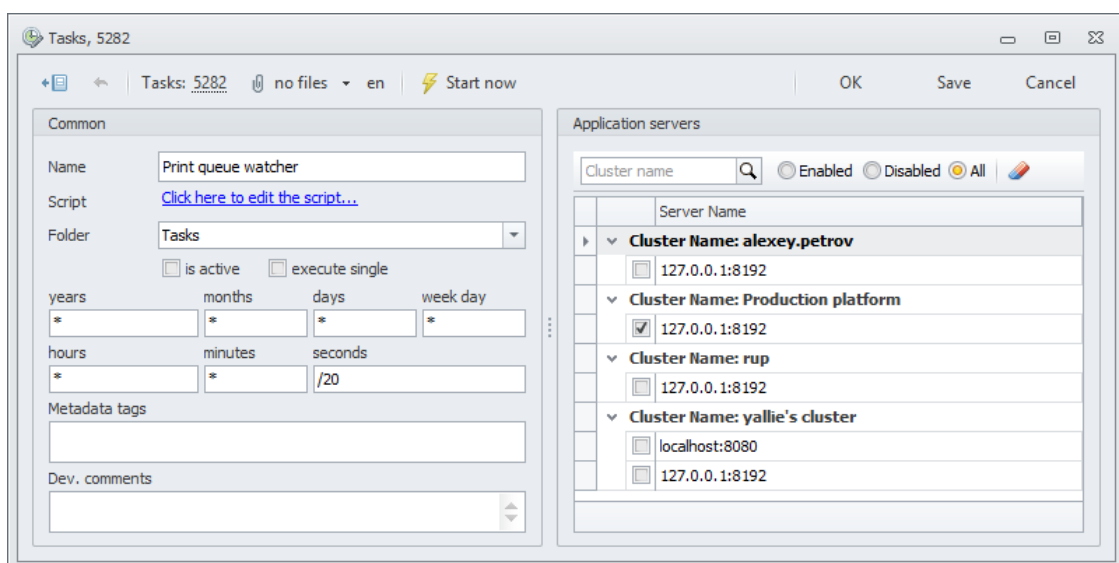 Tasks, 5282
Tasks: 5282 no files en Start now OK Save Cancel
Common
Name Print queue watcher
Script Click here to edit the script...
Folder Tasks
is active execute single
years months days week day
* * * *
hours minutes seconds
* * /20
Metadata tags
Dev. comments
Application servers
Cluster name Enabled Disabled All
Server Name
Cluster Name: alexey.petrov
127.0.0.1:8192
Cluster Name: Production platform
127.0.0.1:8192
Cluster Name: rup
127.0.0.1:8192
Cluster Name: yallie's cluster
localhost:8080
127.0.0.1:8192